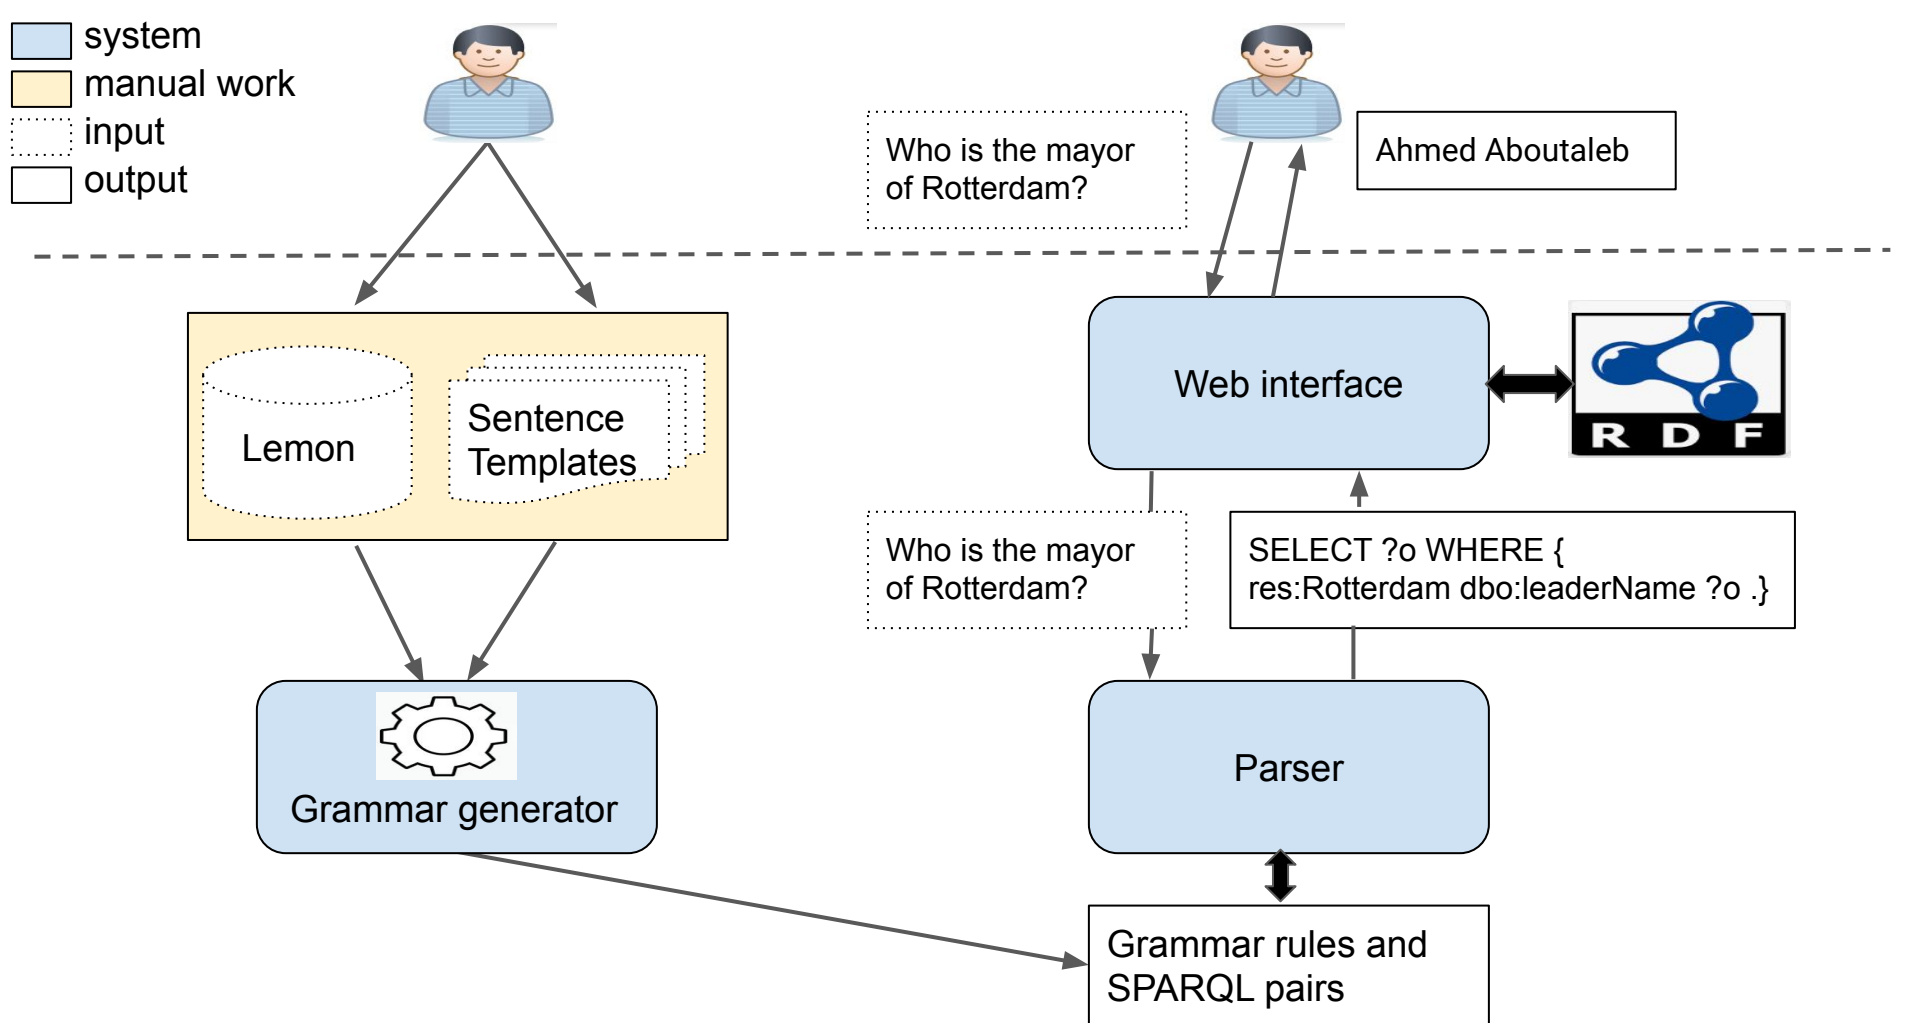 system
manual work
input
output
Who is the mayor
of Rotterdam?
Ahmed Aboutaleb
Lemon
Sentence
Templates
Web interface
RDF
Who is the mayor
of Rotterdam?
SELECT ?o WHERE {
res:Rotterdam dbo:leaderName ?o .}
Grammar generator
Parser
Grammar rules and
SPARQL pairs